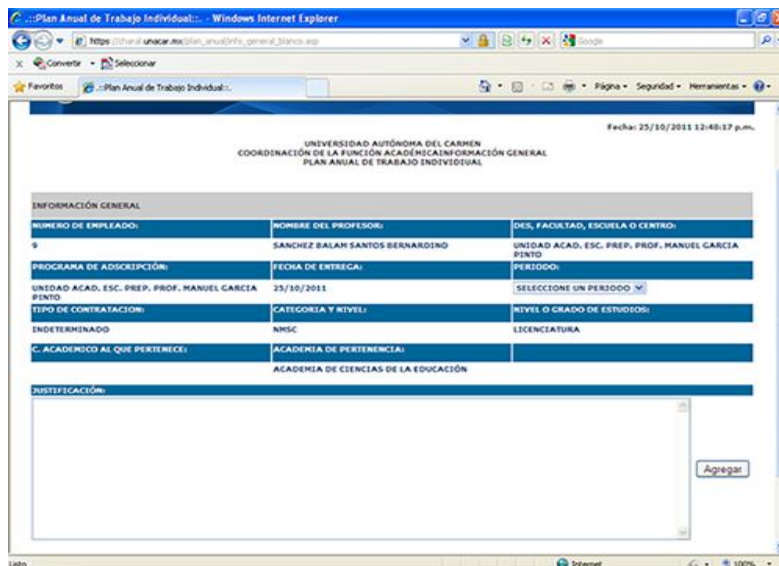 .::Plan Anual de Trabajo Individual::. - Windows Internet Explorer
unacar.mx
Google
x Convertir Seleccionar
Favoritos .::Plan Anual de Trabajo Individual::. Página Seguridad Herramientas
Fecha: 25/10/2011 12:48:17 p.m.
UNIVERSIDAD AUTÓNOMA DEL CARMEN
COORDINACIÓN DE LA FUNCIÓN ACADÉMICAINFORMACIÓN GENERAL
PLAN ANUAL DE TRABAJO INDIVIDIUAL
INFORMACIÓN GENERAL
NUMERO DE EMPLEADO: NOMBRE DEL PROFESOR: DES, FACULTAD, ESCUELA O CENTRO:
9 SANCHEZ BALAM SANTOS BERNARDINO UNIDAD ACAD. ESC. PREP. PROF. MANUEL GARCIA
PINTO
PROGRAMA DE ADSCRIPCIÓN: FECHA DE ENTREGA: PERIODO:
UNIDAD ACAD. ESC. PREP. PROF. MANUEL GARCIA 25/10/2011 SELECCIONE UN PERIODO
PINTO
TIPO DE CONTRATACION: CATEGORIA Y NIVEL: NIVEL O GRADO DE ESTUDIOS:
INDETERMINADO NMSC LICENCIATURA
C. ACADEMICO AL QUE PERTENECE: ACADEMIA DE PERTENENCIA:
ACADEMIA DE CIENCIAS DE LA EDUCACIÓN
JUSTIFICACIÓN:
Agregar
Listo Internet 100%